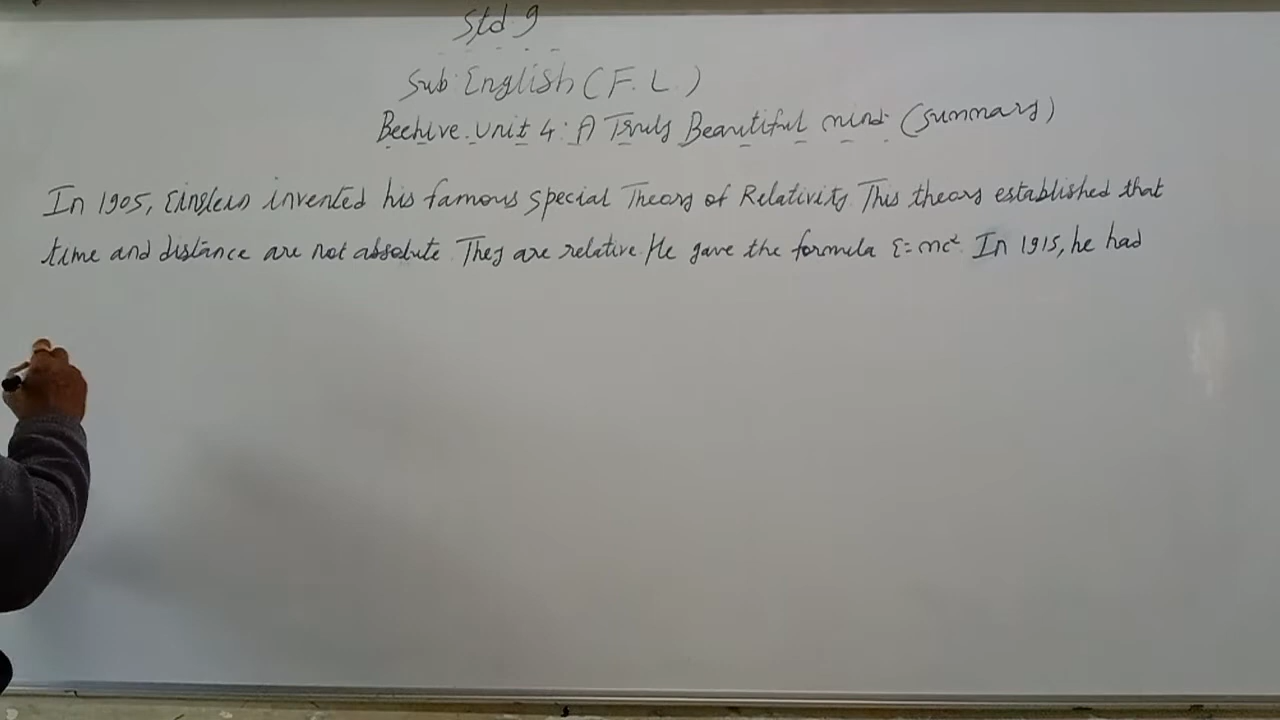 Std 9
Sub: English (F.L.)
Beehive. Unit 4: A Truly Beautiful mind. (Summary)
In 1905, Einstein invented his famous Special Theory of Relativity. This theory established that
time and distance are not absolute. They are relative. He gave the formula E=mc². In 1915, he had